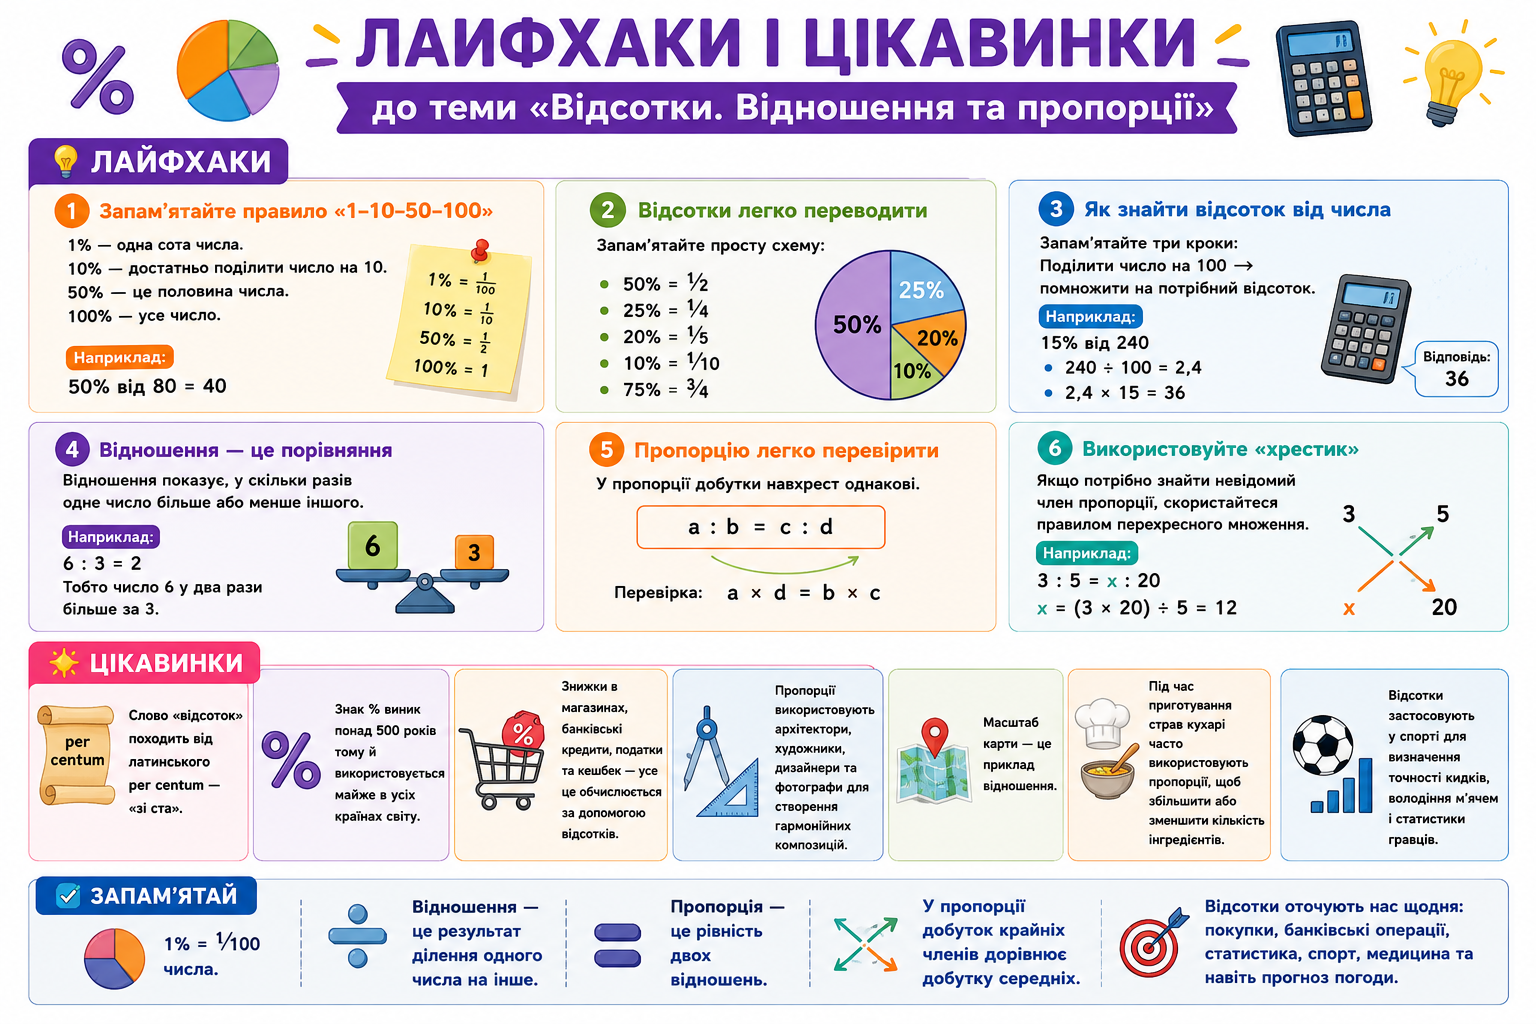 ЛАИФХАКИ І ЦІКАВИНКИ
до теми «Відсотки. Відношення та пропорції»
ЛАЙФХАКИ
1 Запам'ятайте правило «1–10–50–100»
1% — одна сота числа.
10% — достатньо поділити число на 10.
50% — це половина числа.
100% — усе число.
Наприклад:
50% від 80 = 40
1% = 1/100
10% = 1/10
50% = 1/2
100% = 1
2 Відсотки легко переводити
Запам'ятайте просту схему:
• 50% = ½
• 25% = ¼
• 20% = ⅕
• 10% = 1/10
• 75% = ¾
25%
50%
20%
10%
3 Як знайти відсоток від числа
Запам'ятайте три кроки:
Поділити число на 100 →
помножити на потрібний відсоток.
Наприклад:
15% від 240
• 240 ÷ 100 = 2,4
• 2,4 × 15 = 36
Відповідь:
36
4 Відношення — це порівняння
Відношення показує, у скільки разів
одне число більше або менше іншого.
Наприклад:
6 : 3 = 2
Тобто число 6 у два рази
більше за 3.
6
3
5 Пропорцію легко перевірити
У пропорції добутки навхрест однакові.
a : b = c : d
Перевірка: a × d = b × c
6 Використовуйте «хрестик»
Якщо потрібно знайти невідомий
член пропорції, скористайтеся
правилом перехресного множення.
Наприклад:
3 : 5 = x : 20
x = (3 × 20) ÷ 5 = 12
3 5
x 20
ЦІКАВИНКИ
per
centum
Слово «відсоток»
походить від
латинського
per centum —
«зі ста».
%
Знак % виник
понад 500 років
тому й
використовується
майже в усіх
країнах світу.
%
Знижки в
магазинах,
банківські
кредити, податки
та кешбек — усе
це обчислюється
за допомогою
відсотків.
Пропорції
використовують
архітектори,
художники,
дизайнери та
фотографи для
створення
гармонійних
композицій.
Масштаб
карти — це
приклад
відношення.
Під час
приготування
страв кухарі
часто
використовують
пропорції, щоб
збільшити або
зменшити кількість
інгредієнтів.
Відсотки
застосовують
у спорті для
визначення
точності кидків,
володіння м'ячем
і статистики
гравців.
ЗАПАМ'ЯТАЙ
1% = 1/100
числа.
Відношення —
це результат
ділення одного
числа на інше.
Пропорція —
це рівність
двох
відношень.
У пропорції
добуток крайніх
членів дорівнює
добутку середніх.
Відсотки оточують нас щодня:
покупки, банківські операції,
статистика, спорт, медицина та
навіть прогноз погоди.